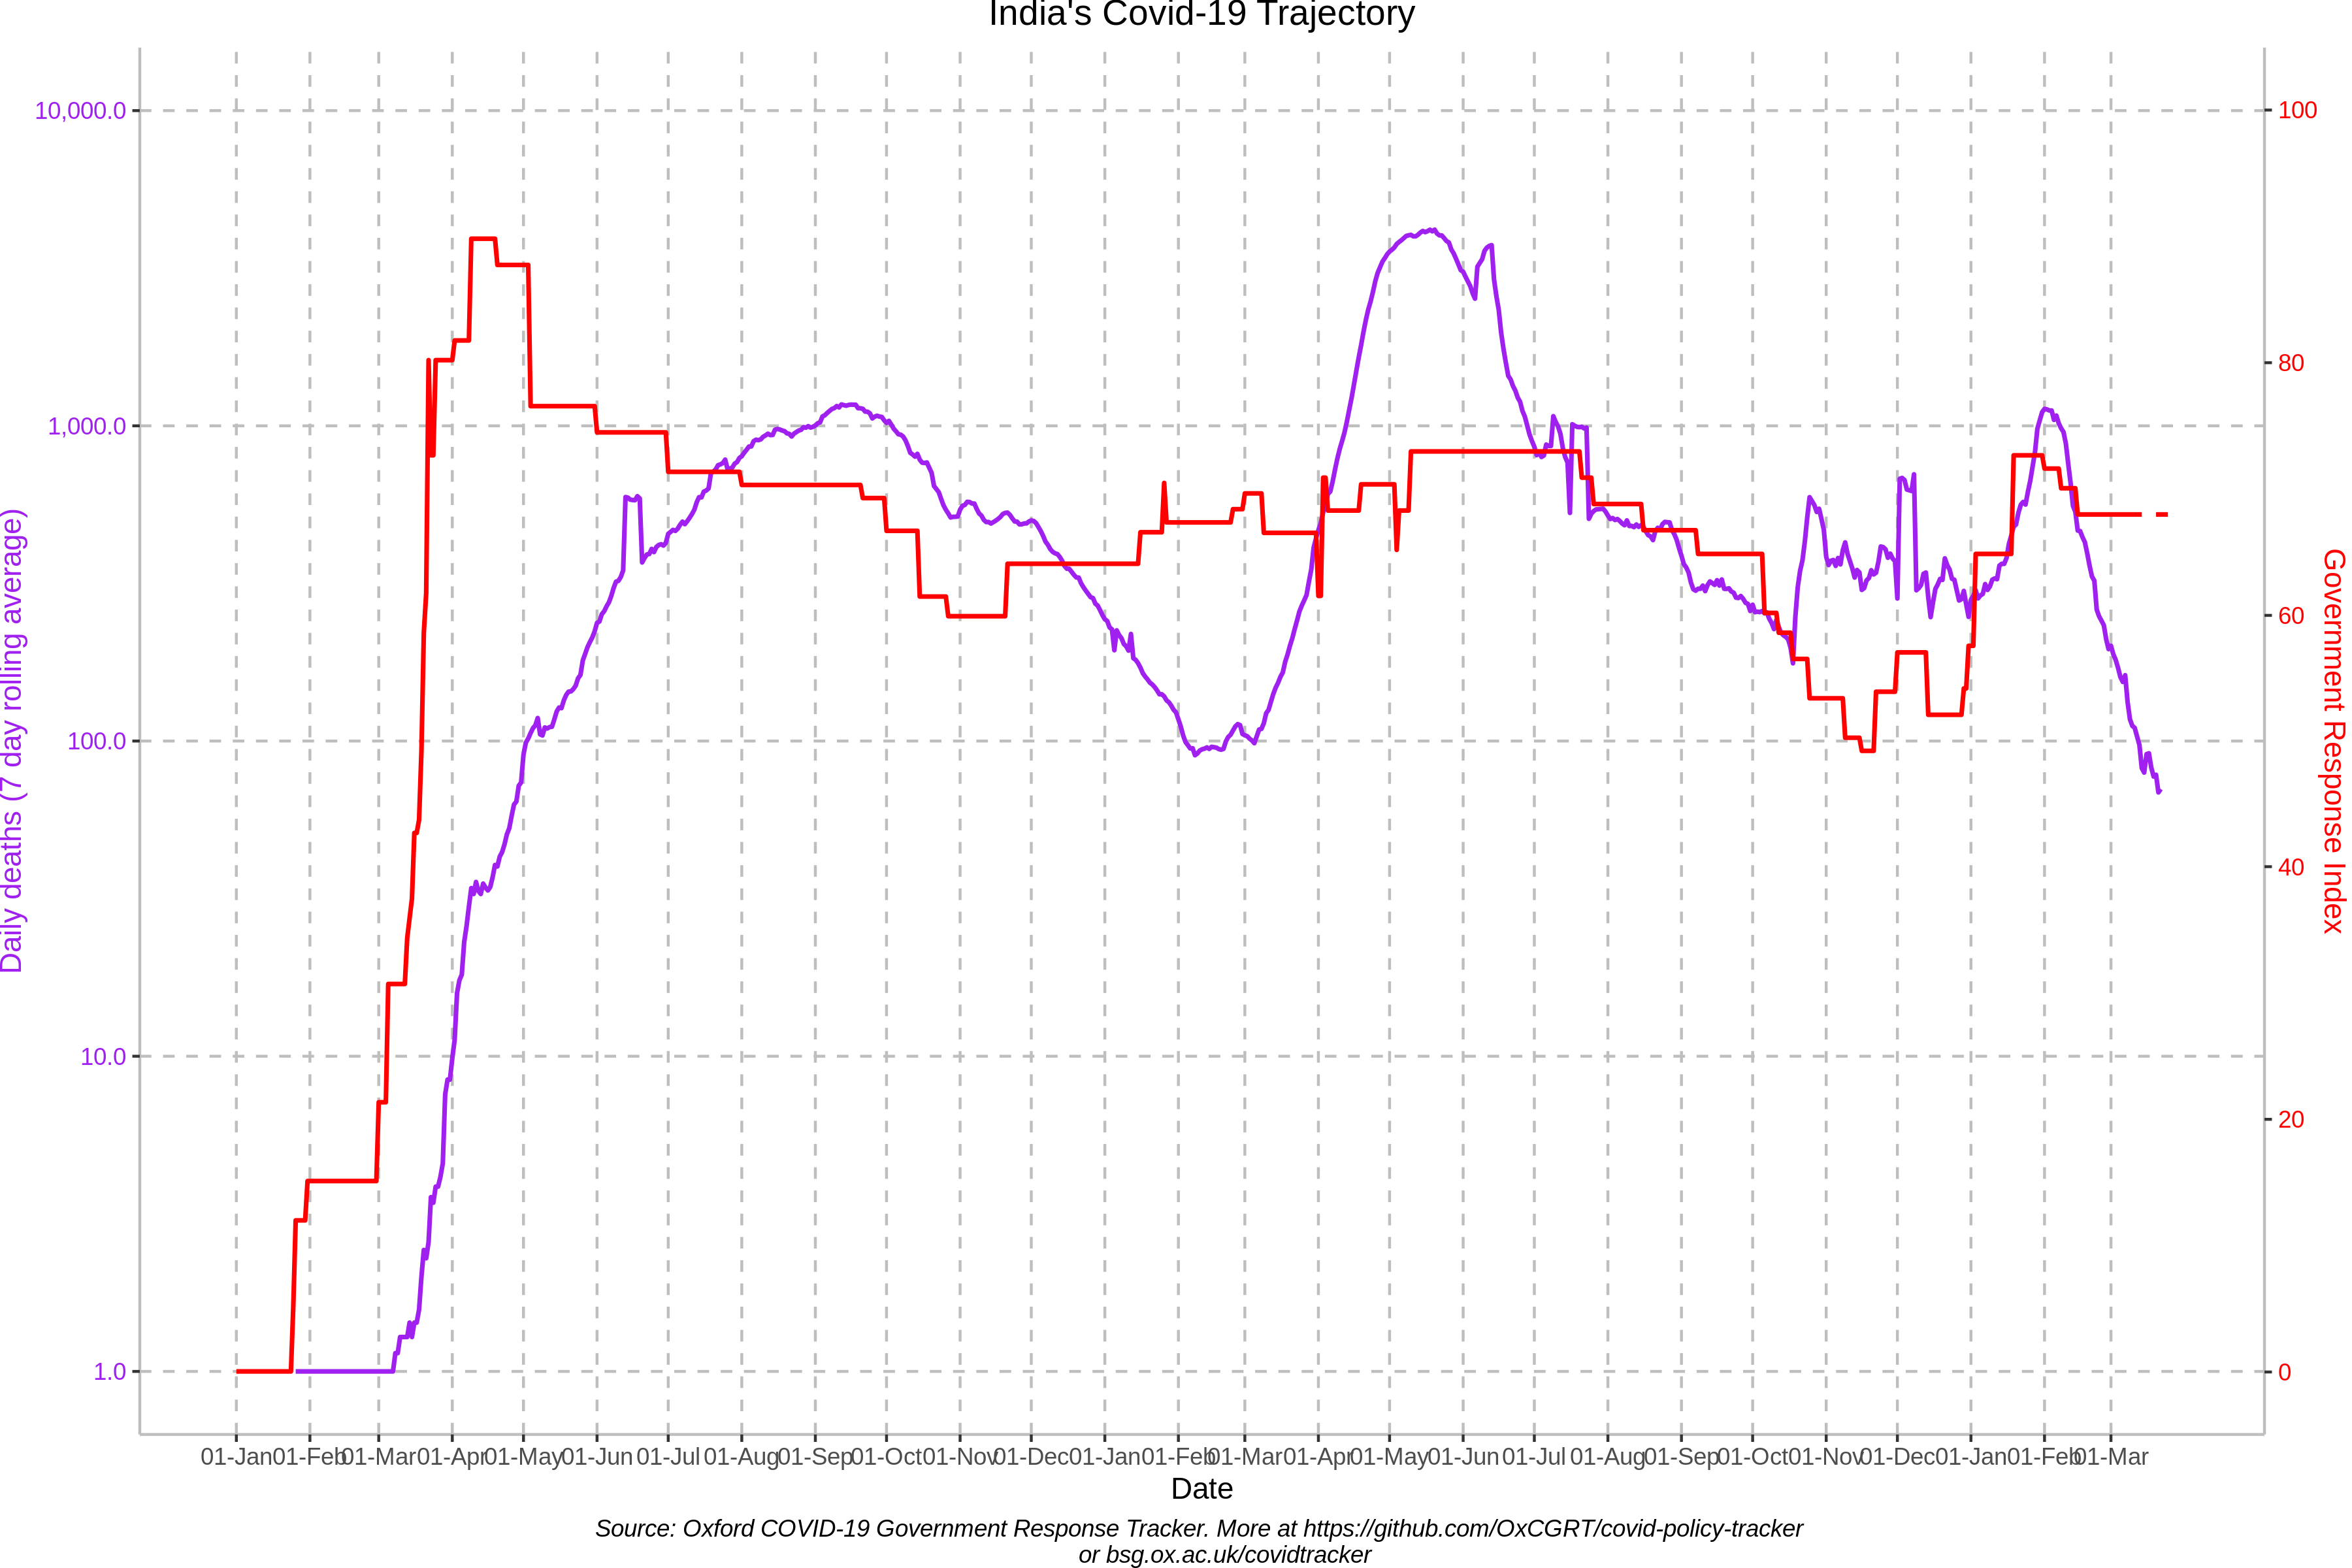 India's Covid-19 Trajectory
10,000.0
1,000.0
100.0
10.0
1.0
Daily deaths (7 day rolling average)
100
80
60
40
20
0
Government Response Index
01-Jan 01-Feb 01-Mar 01-Apr 01-May 01-Jun 01-Jul 01-Aug 01-Sep 01-Oct 01-Nov 01-Dec 01-Jan 01-Feb 01-Mar 01-Apr 01-May 01-Jun 01-Jul 01-Aug 01-Sep 01-Oct 01-Nov 01-Dec 01-Jan 01-Feb 01-Mar
Date
Source: Oxford COVID-19 Government Response Tracker. More at https://github.com/OxCGRT/covid-policy-tracker
or bsg.ox.ac.uk/covidtracker